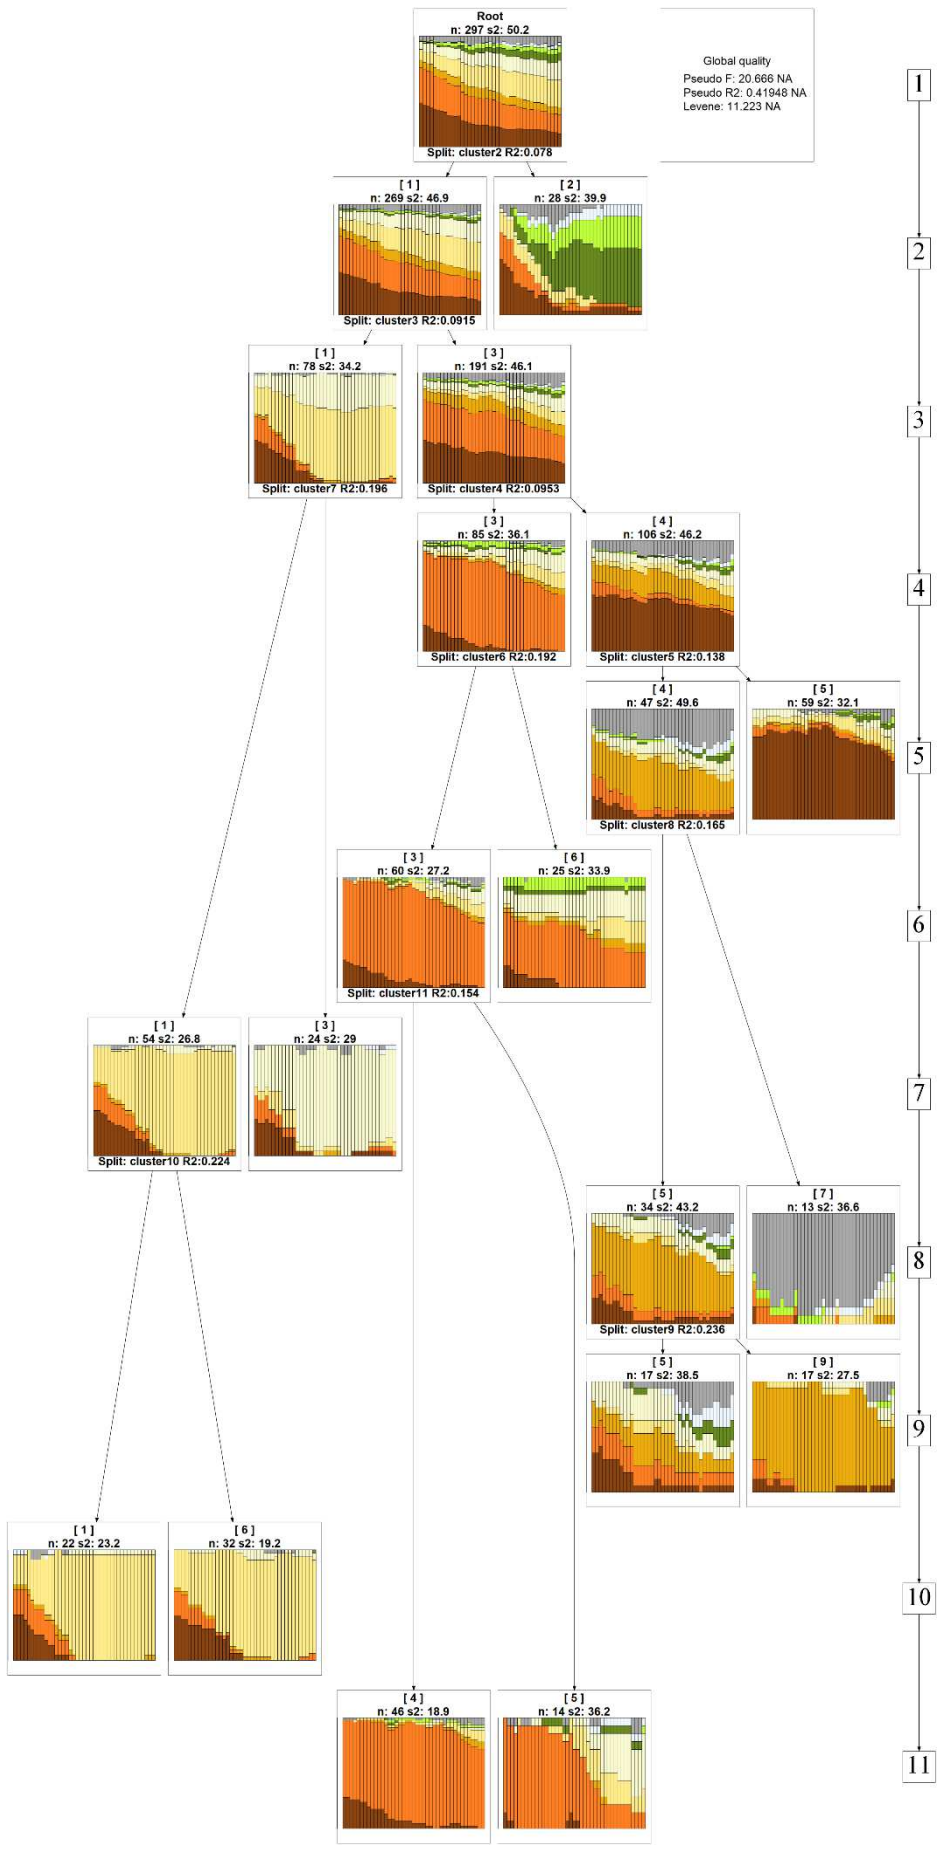 Root
n: 297 s2: 50.2
Split: cluster2 R2:0.078
Global quality
Pseudo F: 20.666 NA
Pseudo R2: 0.41948 NA
Levene: 11.223 NA
1
[ 1 ]
n: 269 s2: 46.9
Split: cluster3 R2:0.0915
[ 2 ]
n: 28 s2: 39.9
2
[ 1 ]
n: 78 s2: 34.2
Split: cluster7 R2:0.196
[ 3 ]
n: 191 s2: 46.1
Split: cluster4 R2:0.0953
3
[ 3 ]
n: 85 s2: 36.1
Split: cluster6 R2:0.192
[ 4 ]
n: 106 s2: 46.2
Split: cluster5 R2:0.138
4
[ 4 ]
n: 47 s2: 49.6
Split: cluster8 R2:0.165
[ 5 ]
n: 59 s2: 32.1
5
[ 3 ]
n: 60 s2: 27.2
Split: cluster11 R2:0.154
[ 6 ]
n: 25 s2: 33.9
6
[ 1 ]
n: 54 s2: 26.8
Split: cluster10 R2:0.224
[ 3 ]
n: 24 s2: 29
7
[ 5 ]
n: 34 s2: 43.2
Split: cluster9 R2:0.236
[ 7 ]
n: 13 s2: 36.6
8
[ 5 ]
n: 17 s2: 38.5
[ 9 ]
n: 17 s2: 27.5
9
[ 1 ]
n: 22 s2: 23.2
[ 6 ]
n: 32 s2: 19.2
10
[ 4 ]
n: 46 s2: 18.9
[ 5 ]
n: 14 s2: 36.2
11